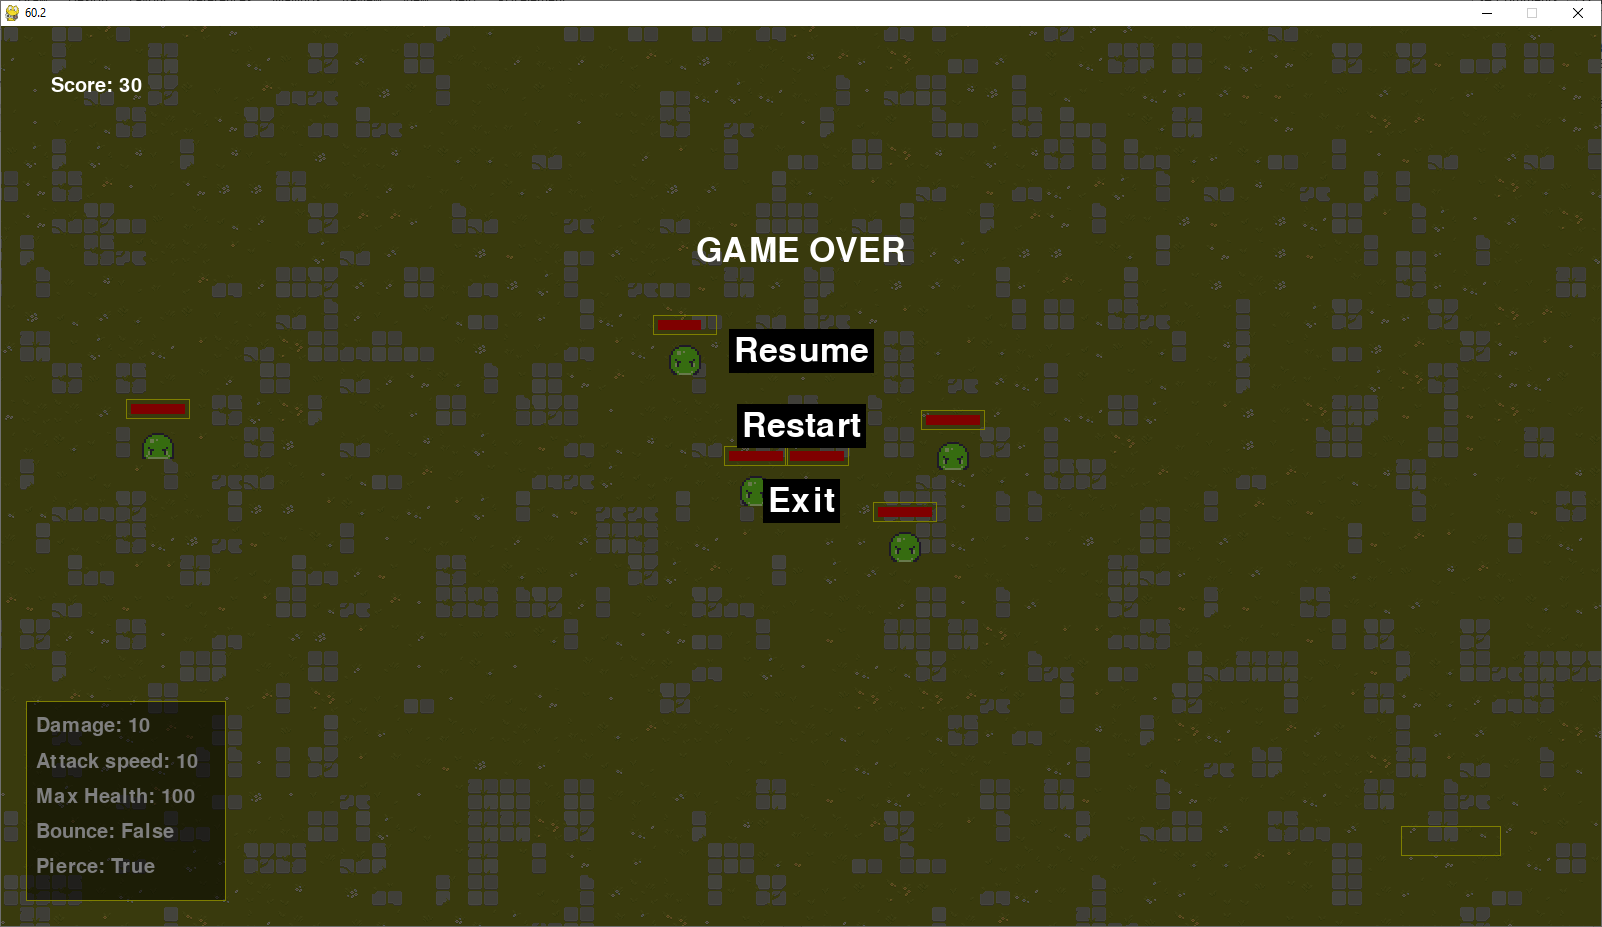 60.2
Score: 30
GAME OVER
Resume
Restart
Exit
Damage: 10
Attack speed: 10
Max Health: 100
Bounce: False
Pierce: True